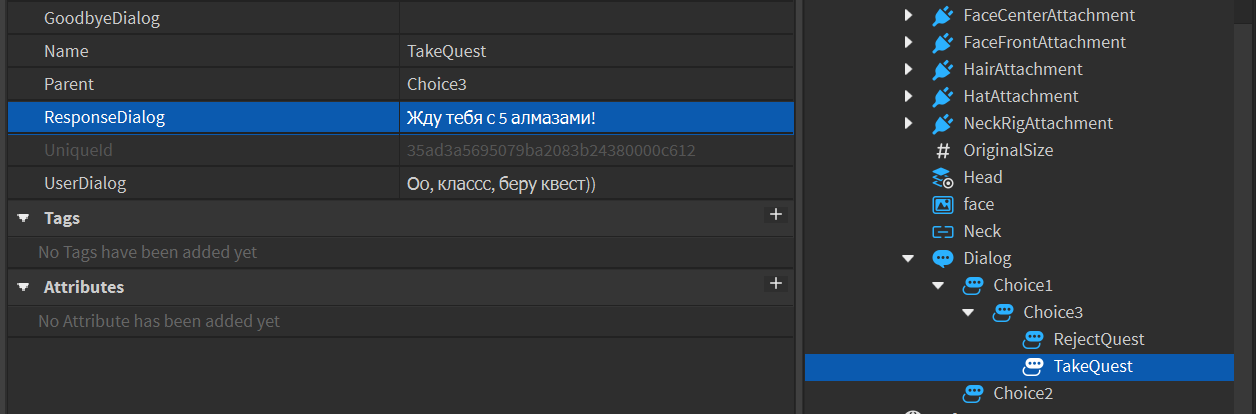 GoodbyeDialog
Name TakeQuest
Parent Choice3
ResponseDialog Жду тебя с 5 алмазами!
UniqueId 35ad3a5695079ba2083b24380000c612
UserDialog Оо, классс, беру квест))
Tags +
No Tags have been added yet
Attributes +
No Attribute has been added yet
FaceCenterAttachment
FaceFrontAttachment
HairAttachment
HatAttachment
NeckRigAttachment
# OriginalSize
Head
face
Neck
Dialog
Choice1
Choice3
RejectQuest
TakeQuest
Choice2